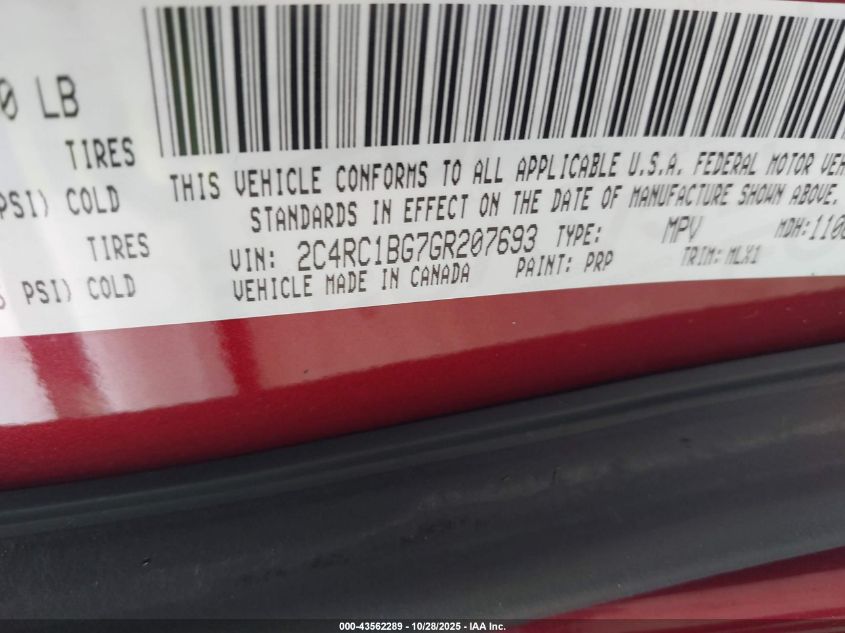 0 LB
TIRES
PSI) COLD
TIRES
PSI) COLD
THIS VEHICLE CONFORMS TO ALL APPLICABLE U.S.A. FEDERAL MOTOR VEH
STANDARDS IN EFFECT ON THE DATE OF MANUFACTURE SHOWN ABOVE.
VIN: 2C4RC1BG7GR207693 TYPE: MPV MDH:110
VEHICLE MADE IN CANADA PAINT: PRP TRIM: MLX1
000-43562289 - 10/28/2025 - IAA Inc.